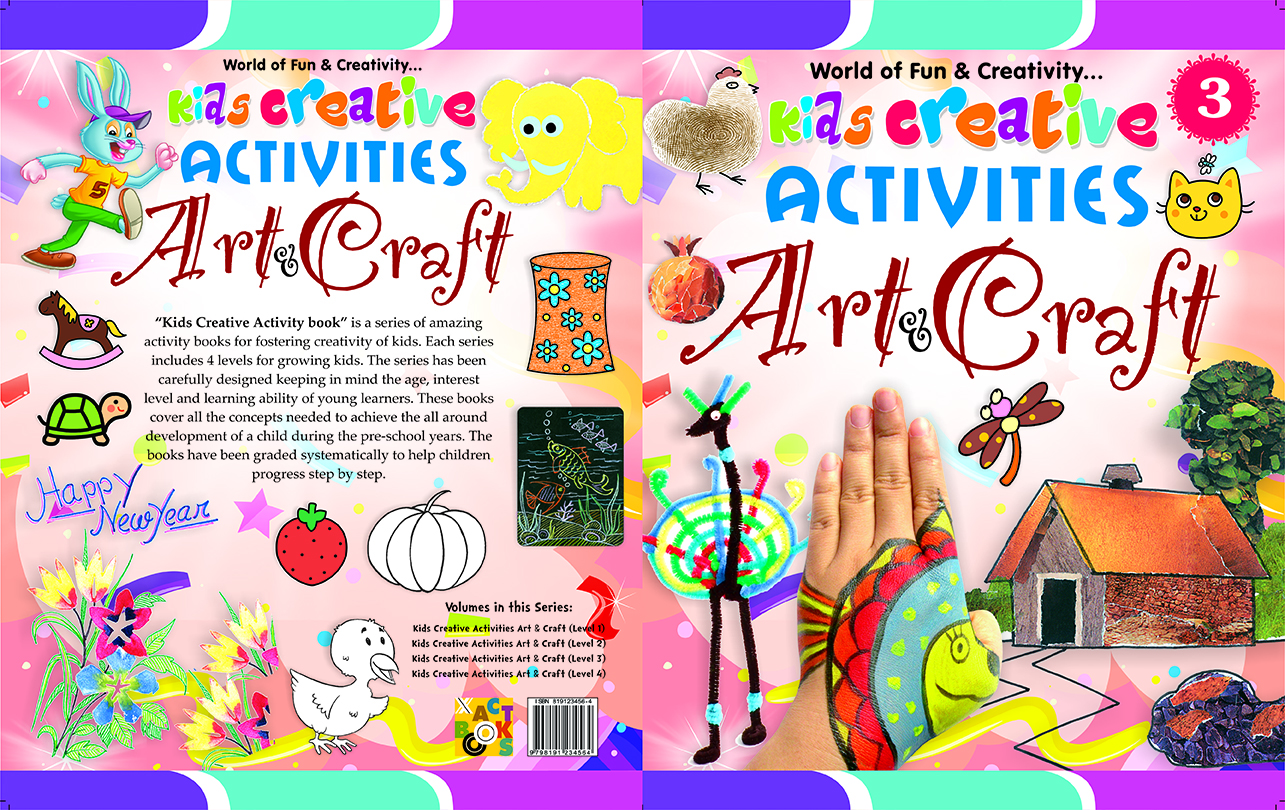 World of Fun & Creativity...
kids creative
ACTIVITIES
Art & Craft
5
“Kids Creative Activity book” is a series of amazing
activity books for fostering creativity of kids. Each series
includes 4 levels for growing kids. The series has been
carefully designed keeping in mind the age, interest
level and learning ability of young learners. These books
cover all the concepts needed to achieve the all around
development of a child during the pre-school years. The
books have been graded systematically to help children
progress step by step.
Happy
New Year
Volumes in this Series:
Kids Creative Activities Art & Craft (Level 1)
Kids Creative Activities Art & Craft (Level 2)
Kids Creative Activities Art & Craft (Level 3)
Kids Creative Activities Art & Craft (Level 4)
XACT
BOOKS
ISBN 819123456-4
9798191234564
World of Fun & Creativity...
kids creative
3
ACTIVITIES
Art & Craft